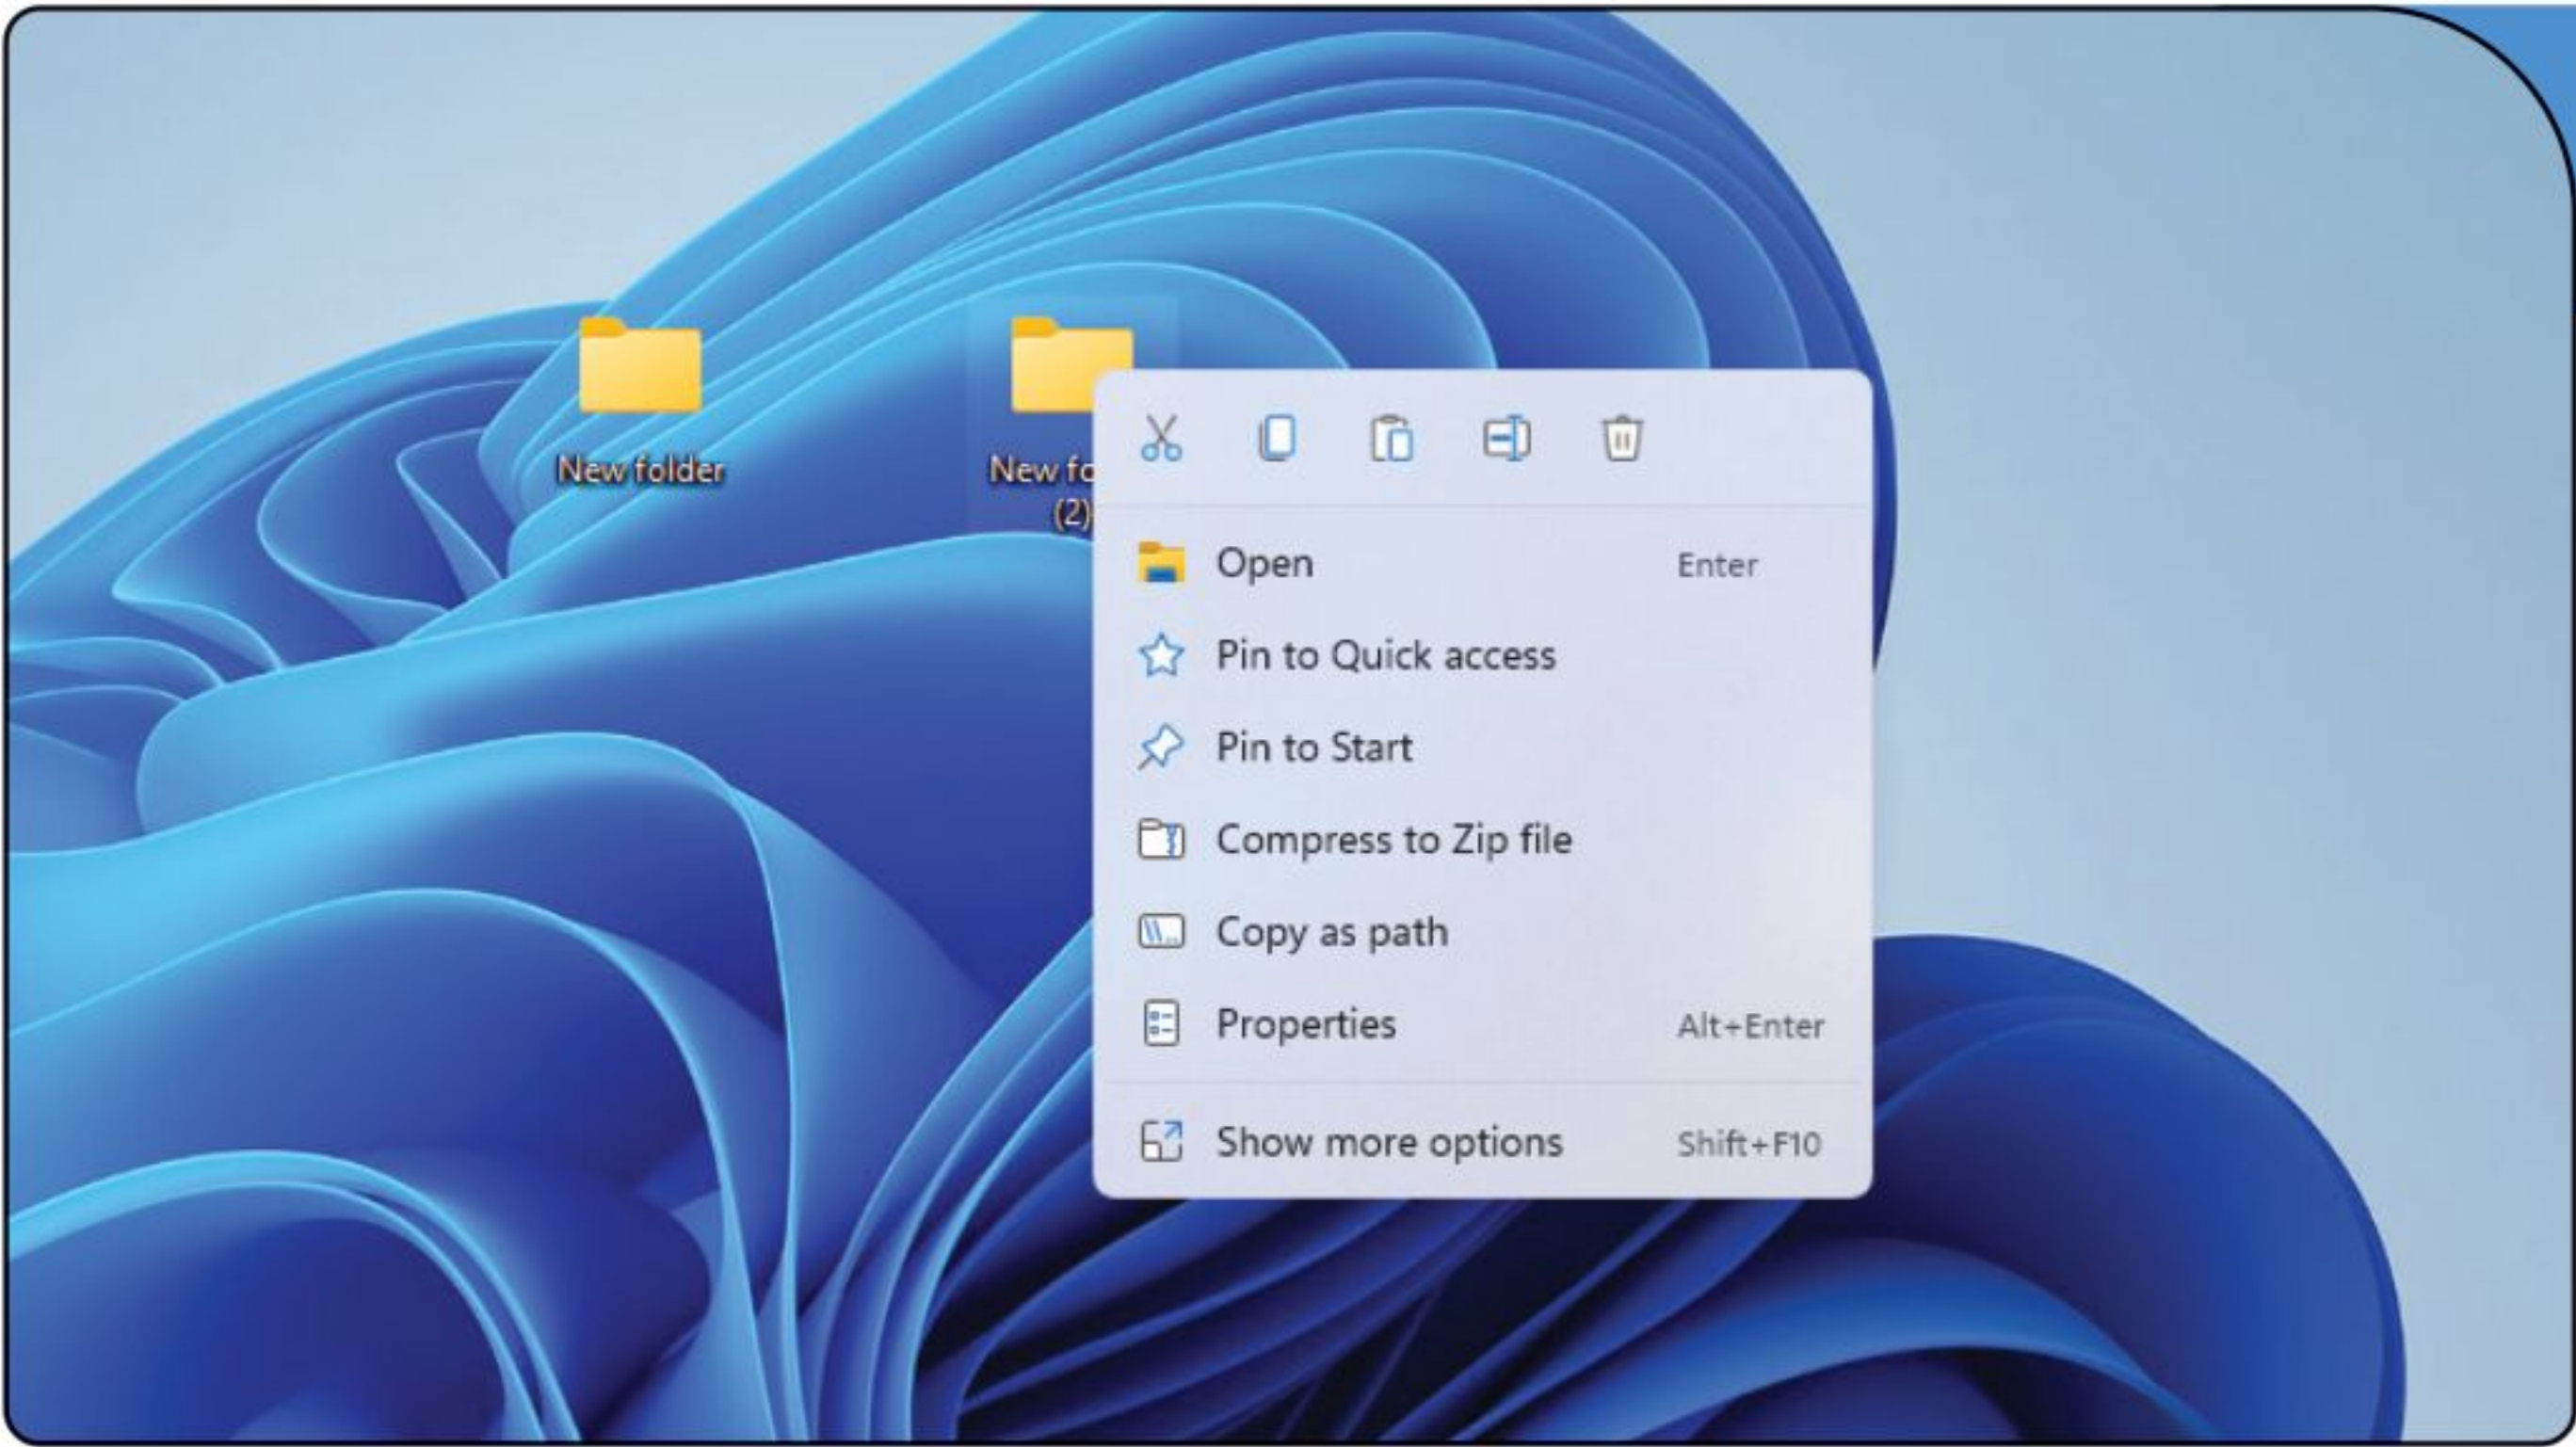 New folder
New fo
(2)
Open Enter
Pin to Quick access
Pin to Start
Compress to Zip file
Copy as path
Properties Alt+Enter
Show more options Shift+F10